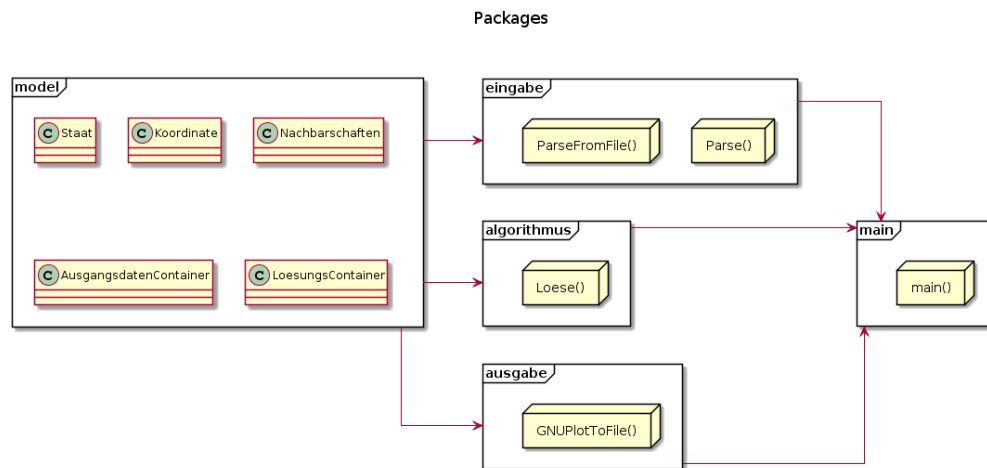 Packages
model
C Staat
C Koordinate
C Nachbarschaften
C AusgangsdatenContainer
C LoesungsContainer
eingabe
ParseFromFile()
Parse()
algorithmus
Loese()
ausgabe
GNUPlotToFile()
main
main()